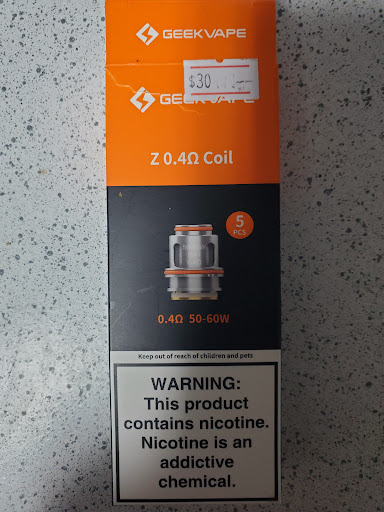 GEEKVAPE
$30
GEEKVAPE
Z 0.4Ω Coil
5
PCS
0.4Ω 50-60W
Keep out of reach of children and pets
WARNING:
This product
contains nicotine.
Nicotine is an
addictive
chemical.